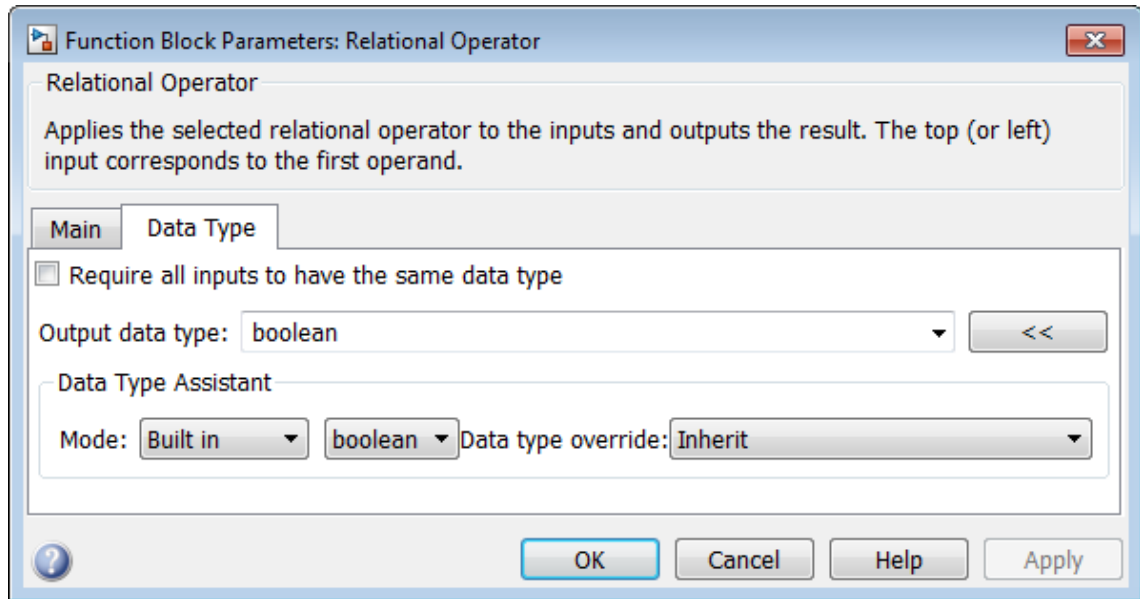 Function Block Parameters: Relational Operator
Relational Operator
Applies the selected relational operator to the inputs and outputs the result. The top (or left)
input corresponds to the first operand.
Main Data Type
Require all inputs to have the same data type
Output data type: boolean <<
Data Type Assistant
Mode: Built in boolean Data type override: Inherit
? OK Cancel Help Apply